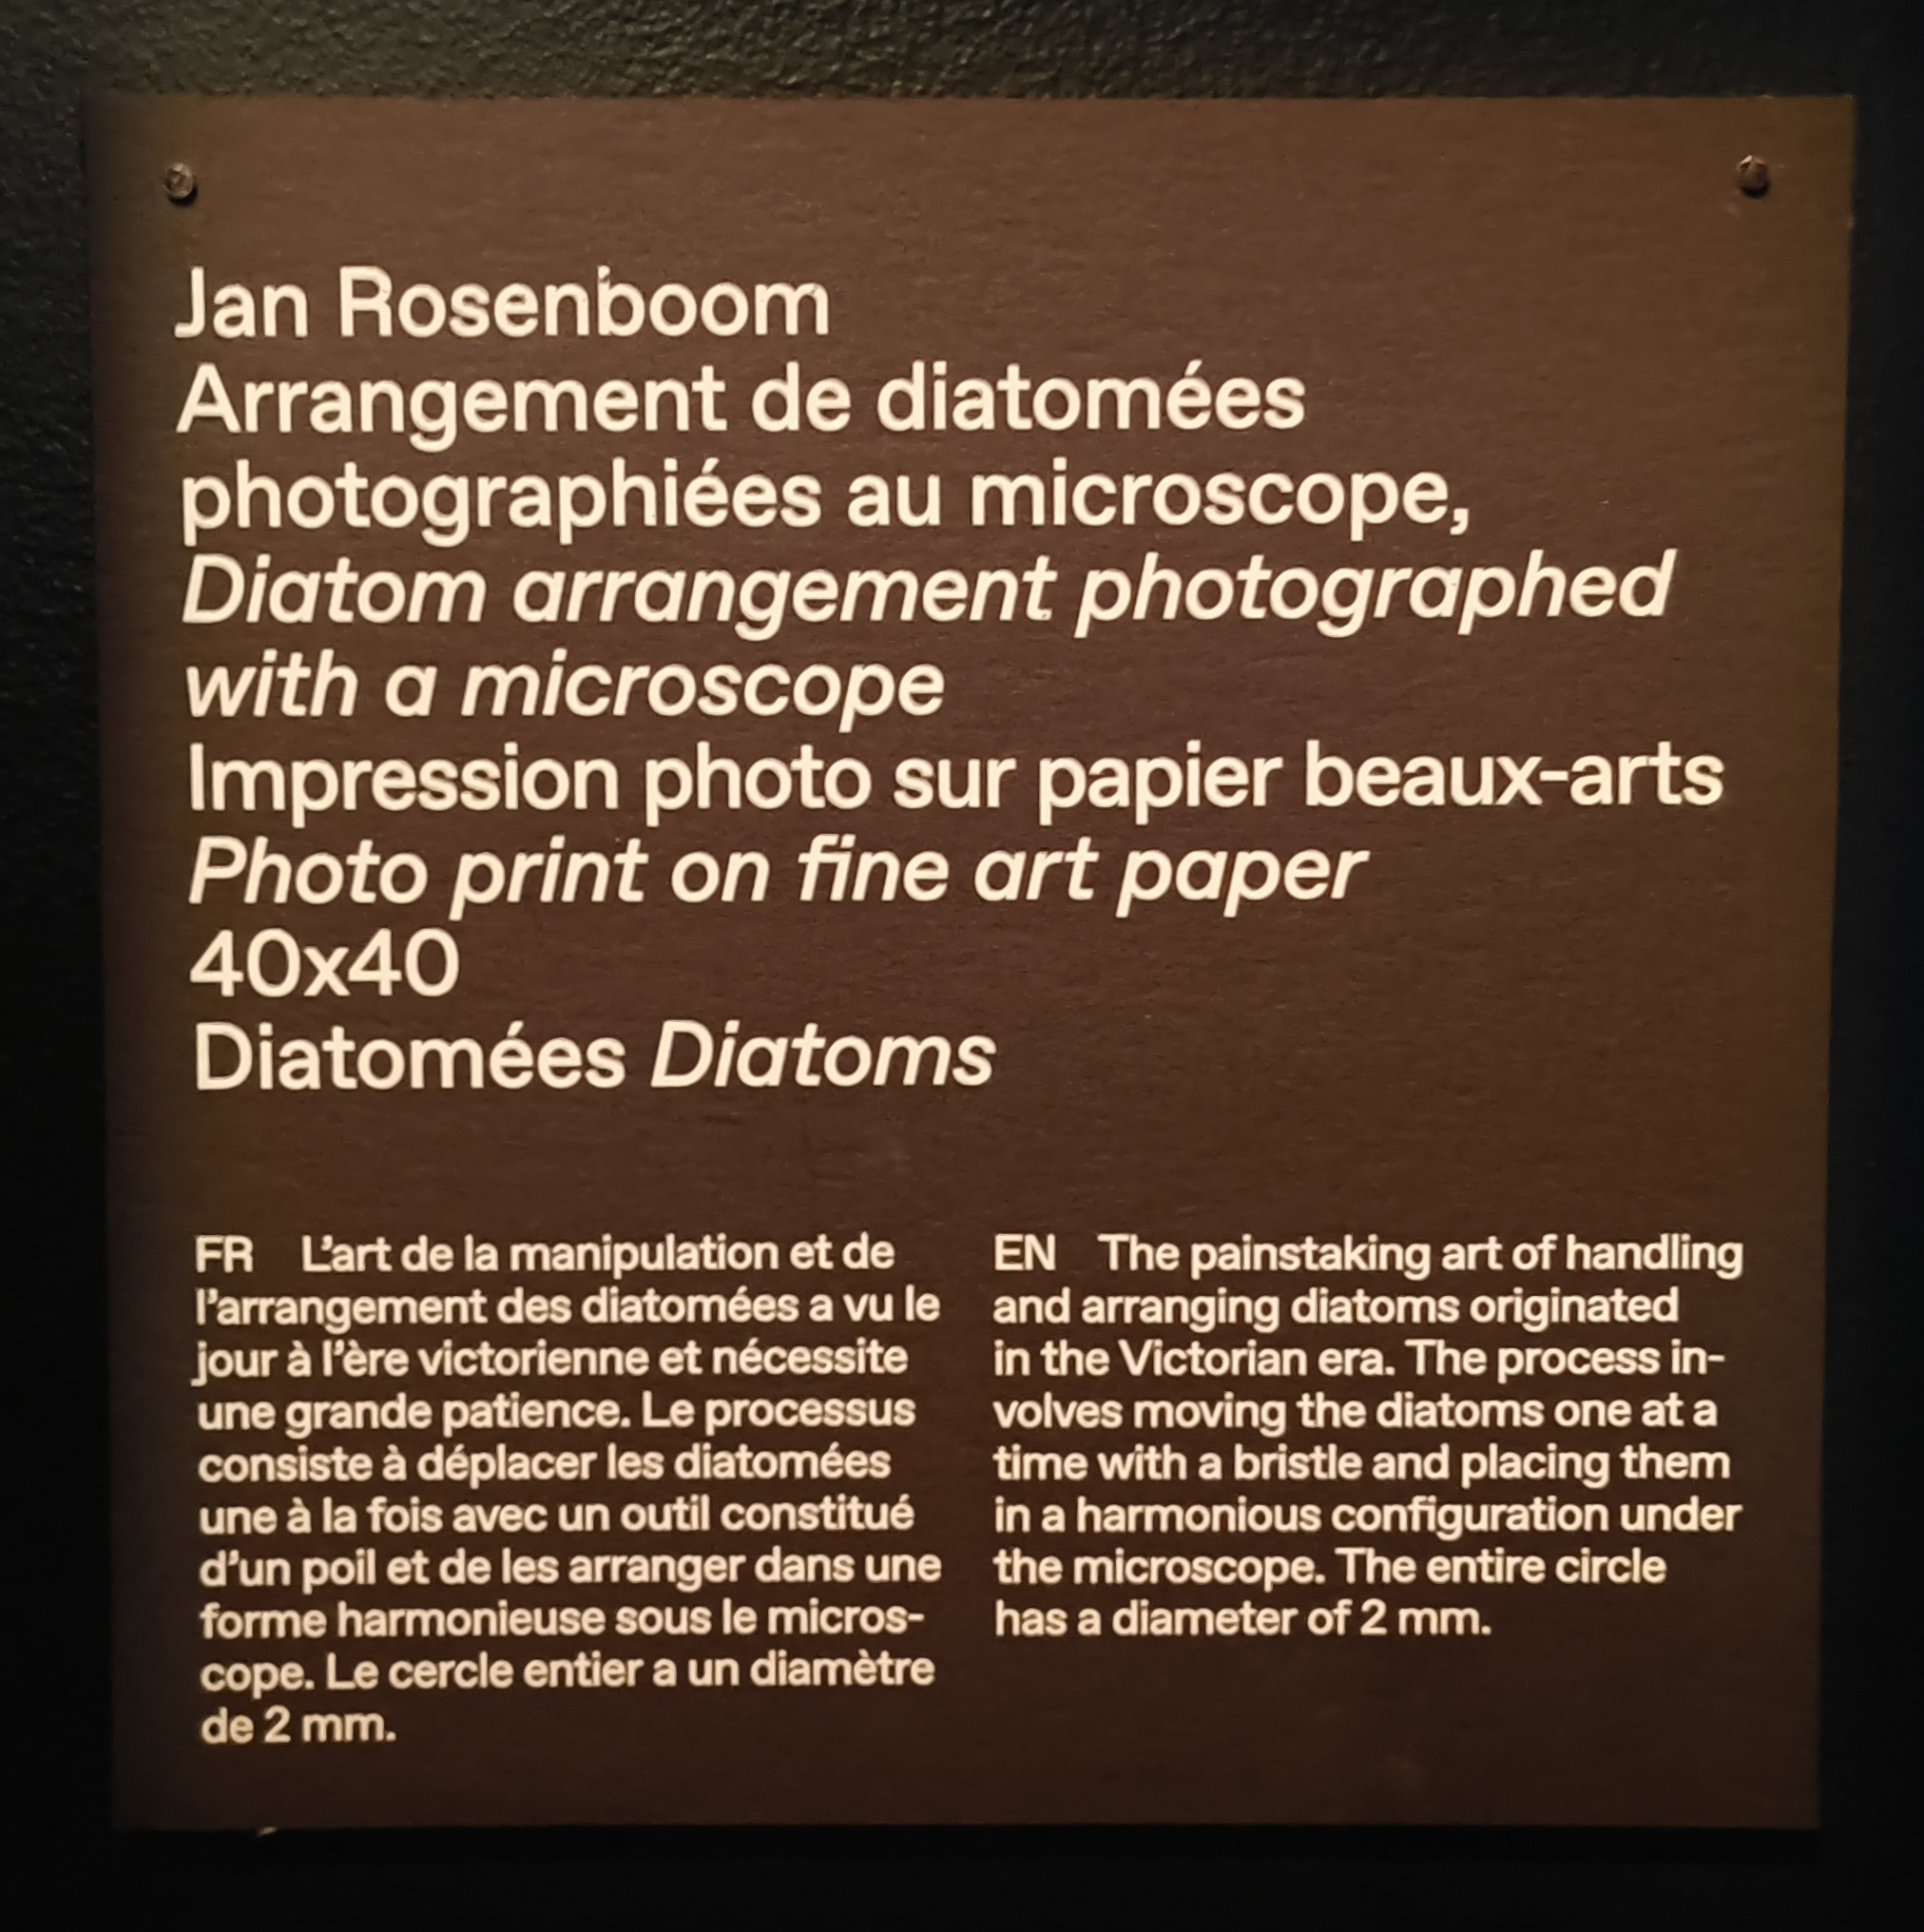 Jan Rosenboom
Arrangement de diatomées
photographiées au microscope,
Diatom arrangement photographed
with a microscope
Impression photo sur papier beaux-arts
Photo print on fine art paper
40x40
Diatomées Diatoms
FR L’art de la manipulation et de
l’arrangement des diatomées a vu le
jour à l’ère victorienne et nécessite
une grande patience. Le processus
consiste à déplacer les diatomées
une à la fois avec un outil constitué
d’un poil et de les arranger dans une
forme harmonieuse sous le micros-
cope. Le cercle entier a un diamètre
de 2 mm.
EN The painstaking art of handling
and arranging diatoms originated
in the Victorian era. The process in-
volves moving the diatoms one at a
time with a bristle and placing them
in a harmonious configuration under
the microscope. The entire circle
has a diameter of 2 mm.